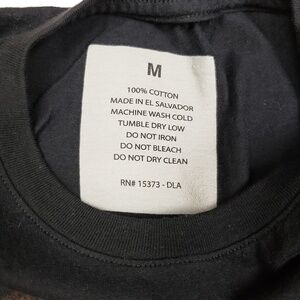 M
100% COTTON
MADE IN EL SALVADOR
MACHINE WASH COLD
TUMBLE DRY LOW
DO NOT IRON
DO NOT BLEACH
DO NOT DRY CLEAN
RN# 15373 - DLA